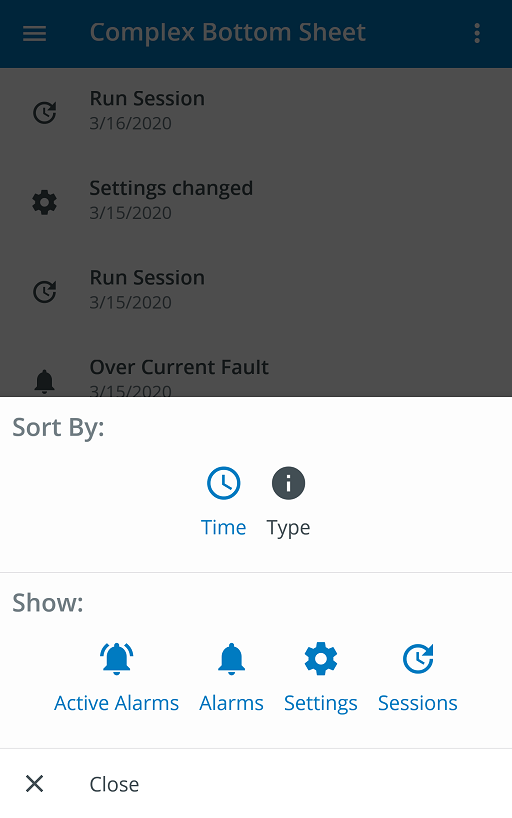 Complex Bottom Sheet
Run Session
3/16/2020
Settings changed
3/15/2020
Run Session
3/15/2020
Over Current Fault
3/15/2020
Sort By:
Time Type
Show:
Active Alarms Alarms Settings Sessions
Close